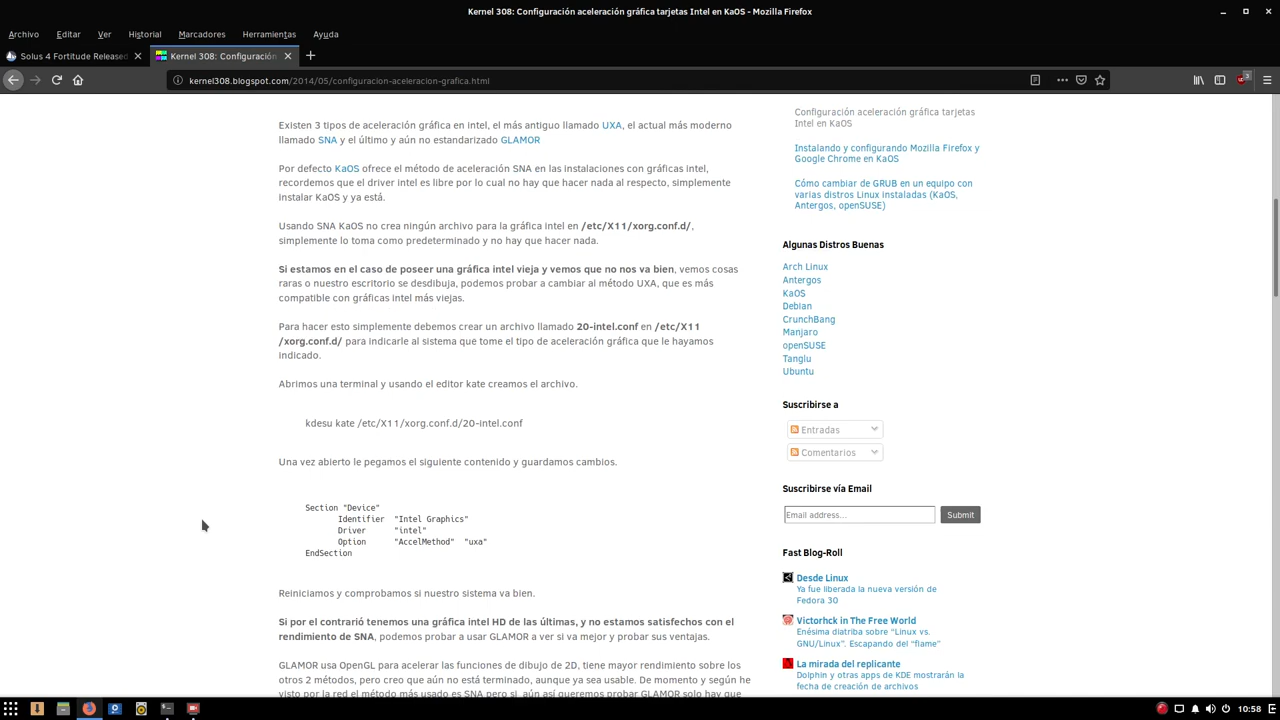 Kernel 308: Configuración aceleración gráfica tarjetas Intel en KaOS - Mozilla Firefox
Archivo Editar Ver Historial Marcadores Herramientas Ayuda
Solus 4 Fortitude Released
Kernel 308: Configuración
kernel308.blogspot.com/2014/05/configuracion-aceleracion-grafica.html
3
Existen 3 tipos de aceleración gráfica en intel, el más antiguo llamado UXA, el actual más moderno
llamado SNA y el último y aún no estandarizado GLAMOR
Por defecto KaOS ofrece el método de aceleración SNA en las instalaciones con gráficas intel,
recordemos que el driver intel es libre por lo cual no hay que hacer nada al respecto, simplemente
instalar KaOS y ya está.
Usando SNA KaOS no crea ningún archivo para la gráfica intel en /etc/X11/xorg.conf.d/,
simplemente lo toma como predeterminado y no hay que hacer nada.
Si estamos en el caso de poseer una gráfica intel vieja y vemos que no nos va bien, vemos cosas
raras o nuestro escritorio se desdibuja, podemos probar a cambiar al método UXA, que es más
compatible con gráficas intel más viejas.
Para hacer esto simplemente debemos crear un archivo llamado 20-intel.conf en /etc/X11
/xorg.conf.d/ para indicarle al sistema que tome el tipo de aceleración gráfica que le hayamos
indicado.
Abrimos una terminal y usando el editor kate creamos el archivo.
kdesu kate /etc/X11/xorg.conf.d/20-intel.conf
Una vez abierto le pegamos el siguiente contenido y guardamos cambios.
Section "Device"
Identifier "Intel Graphics"
Driver "intel"
Option "AccelMethod" "uxa"
EndSection
Reiniciamos y comprobamos si nuestro sistema va bien.
Si por el contrarió tenemos una gráfica intel HD de las últimas, y no estamos satisfechos con el
rendimiento de SNA, podemos probar a usar GLAMOR a ver si va mejor y probar sus ventajas.
GLAMOR usa OpenGL para acelerar las funciones de dibujo de 2D, tiene mayor rendimiento sobre los
otros 2 métodos, pero creo que aún no está terminado, aunque ya sea usable. De momento y según he
visto por la red el método más usado es SNA pero si, aún así queremos probar GLAMOR solo hay que
Configuración aceleración gráfica tarjetas
Intel en KaOS
Instalando y configurando Mozilla Firefox y
Google Chrome en KaOS
Cómo cambiar de GRUB en un equipo con
varias distros Linux instaladas (KaOS,
Antergos, openSUSE)
Algunas Distros Buenas
Arch Linux
Antergos
KaOS
Debian
CrunchBang
Manjaro
openSUSE
Tanglu
Ubuntu
Suscribirse a
Entradas
Comentarios
Suscribirse vía Email
Email address...
Submit
Fast Blog-Roll
Desde Linux
Ya fue liberada la nueva versión de
Fedora 30
Victorhck in The Free World
Enésima diatriba sobre "Linux vs.
GNU/Linux". Escapando del "flame"
La mirada del replicante
Dolphin y otras apps de KDE mostrarán la
fecha de creación de archivos
10:58